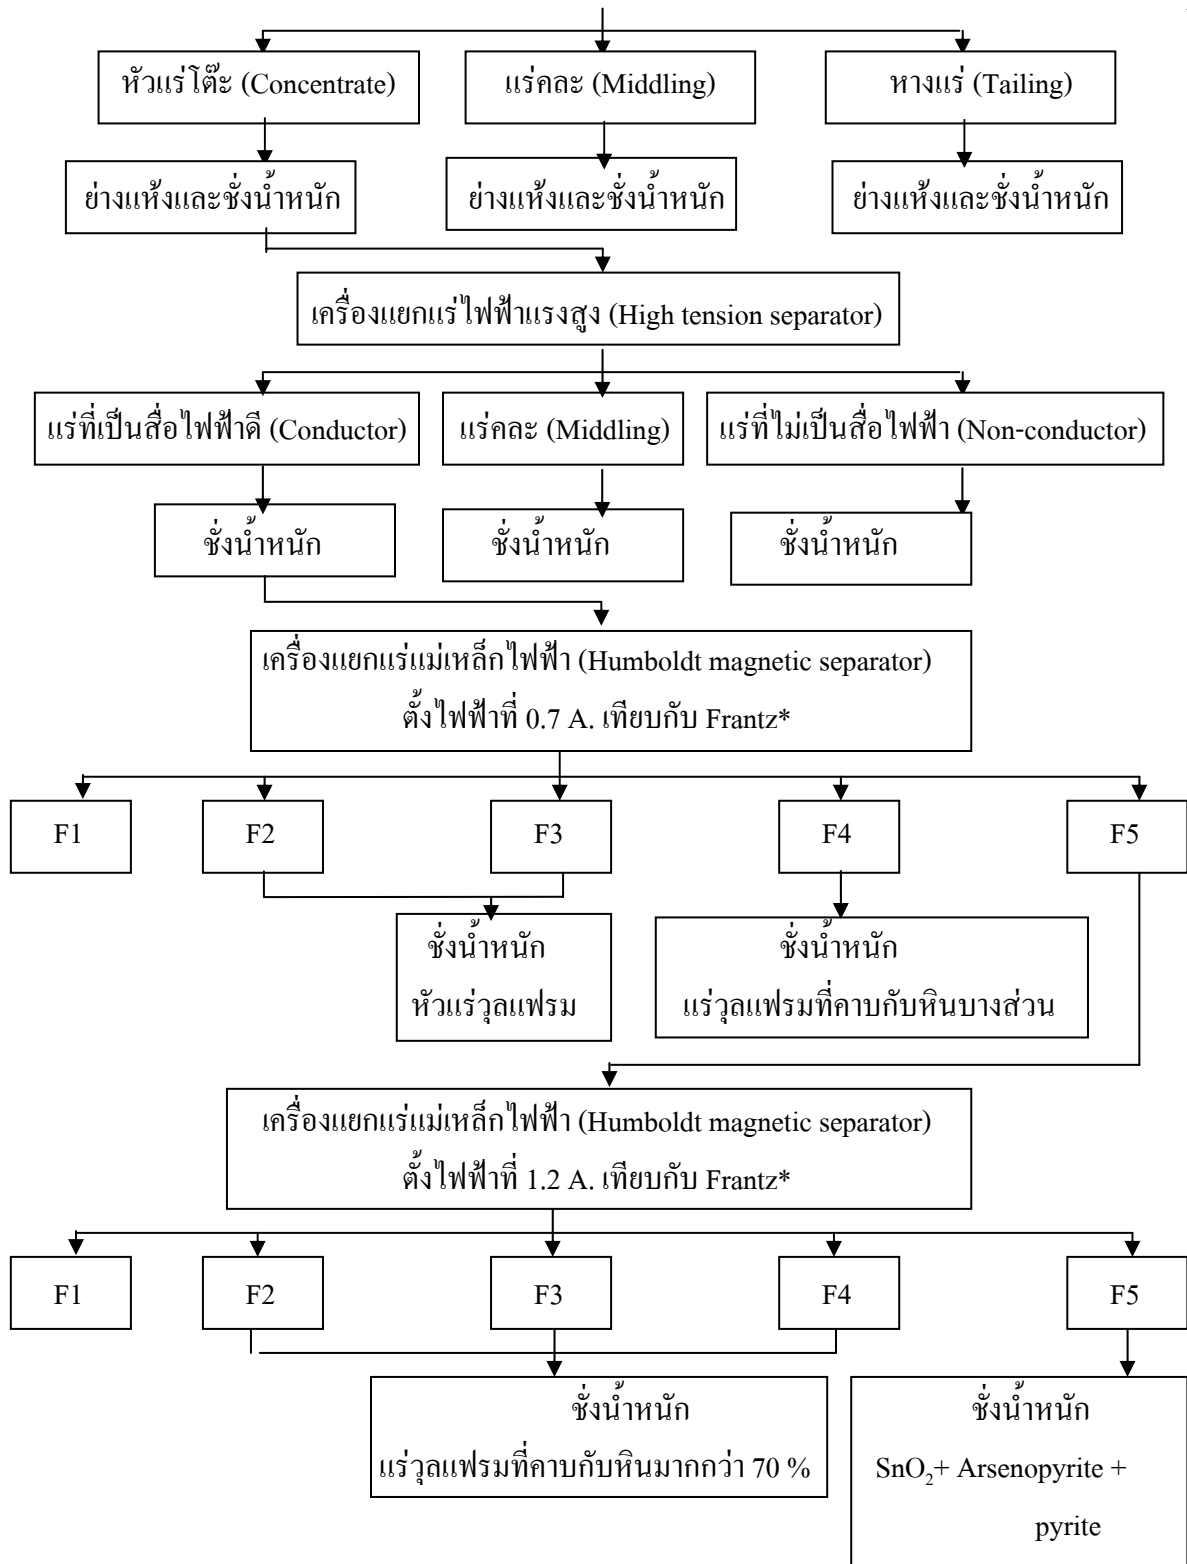 หัวแร่โต๊ะ (Concentrate)
แร่คละ (Middling)
หางแร่ (Tailing)
ย่างแห้งและชั่งน้ำหนัก
ย่างแห้งและชั่งน้ำหนัก
ย่างแห้งและชั่งน้ำหนัก
เครื่องแยกแร่ไฟฟ้าแรงสูง (High tension separator)
แร่ที่เป็นสื่อไฟฟ้าดี (Conductor)
แร่คละ (Middling)
แร่ที่ไม่เป็นสื่อไฟฟ้า (Non-conductor)
ชั่งน้ำหนัก
ชั่งน้ำหนัก
ชั่งน้ำหนัก
เครื่องแยกแร่แม่เหล็กไฟฟ้า (Humboldt magnetic separator)
ตั้งไฟฟ้าที่ 0.7 A. เทียบกับ Frantz*
F1
F2
F3
F4
F5
ชั่งน้ำหนัก
หัวแร่วุลแฟรม
ชั่งน้ำหนัก
แร่วุลแฟรมที่คาบกับหินบางส่วน
เครื่องแยกแร่แม่เหล็กไฟฟ้า (Humboldt magnetic separator)
ตั้งไฟฟ้าที่ 1.2 A. เทียบกับ Frantz*
F1
F2
F3
F4
F5
ชั่งน้ำหนัก
แร่วุลแฟรมที่คาบกับหินมากกว่า 70 %
ชั่งน้ำหนัก
SnO₂+ Arsenopyrite +
pyrite